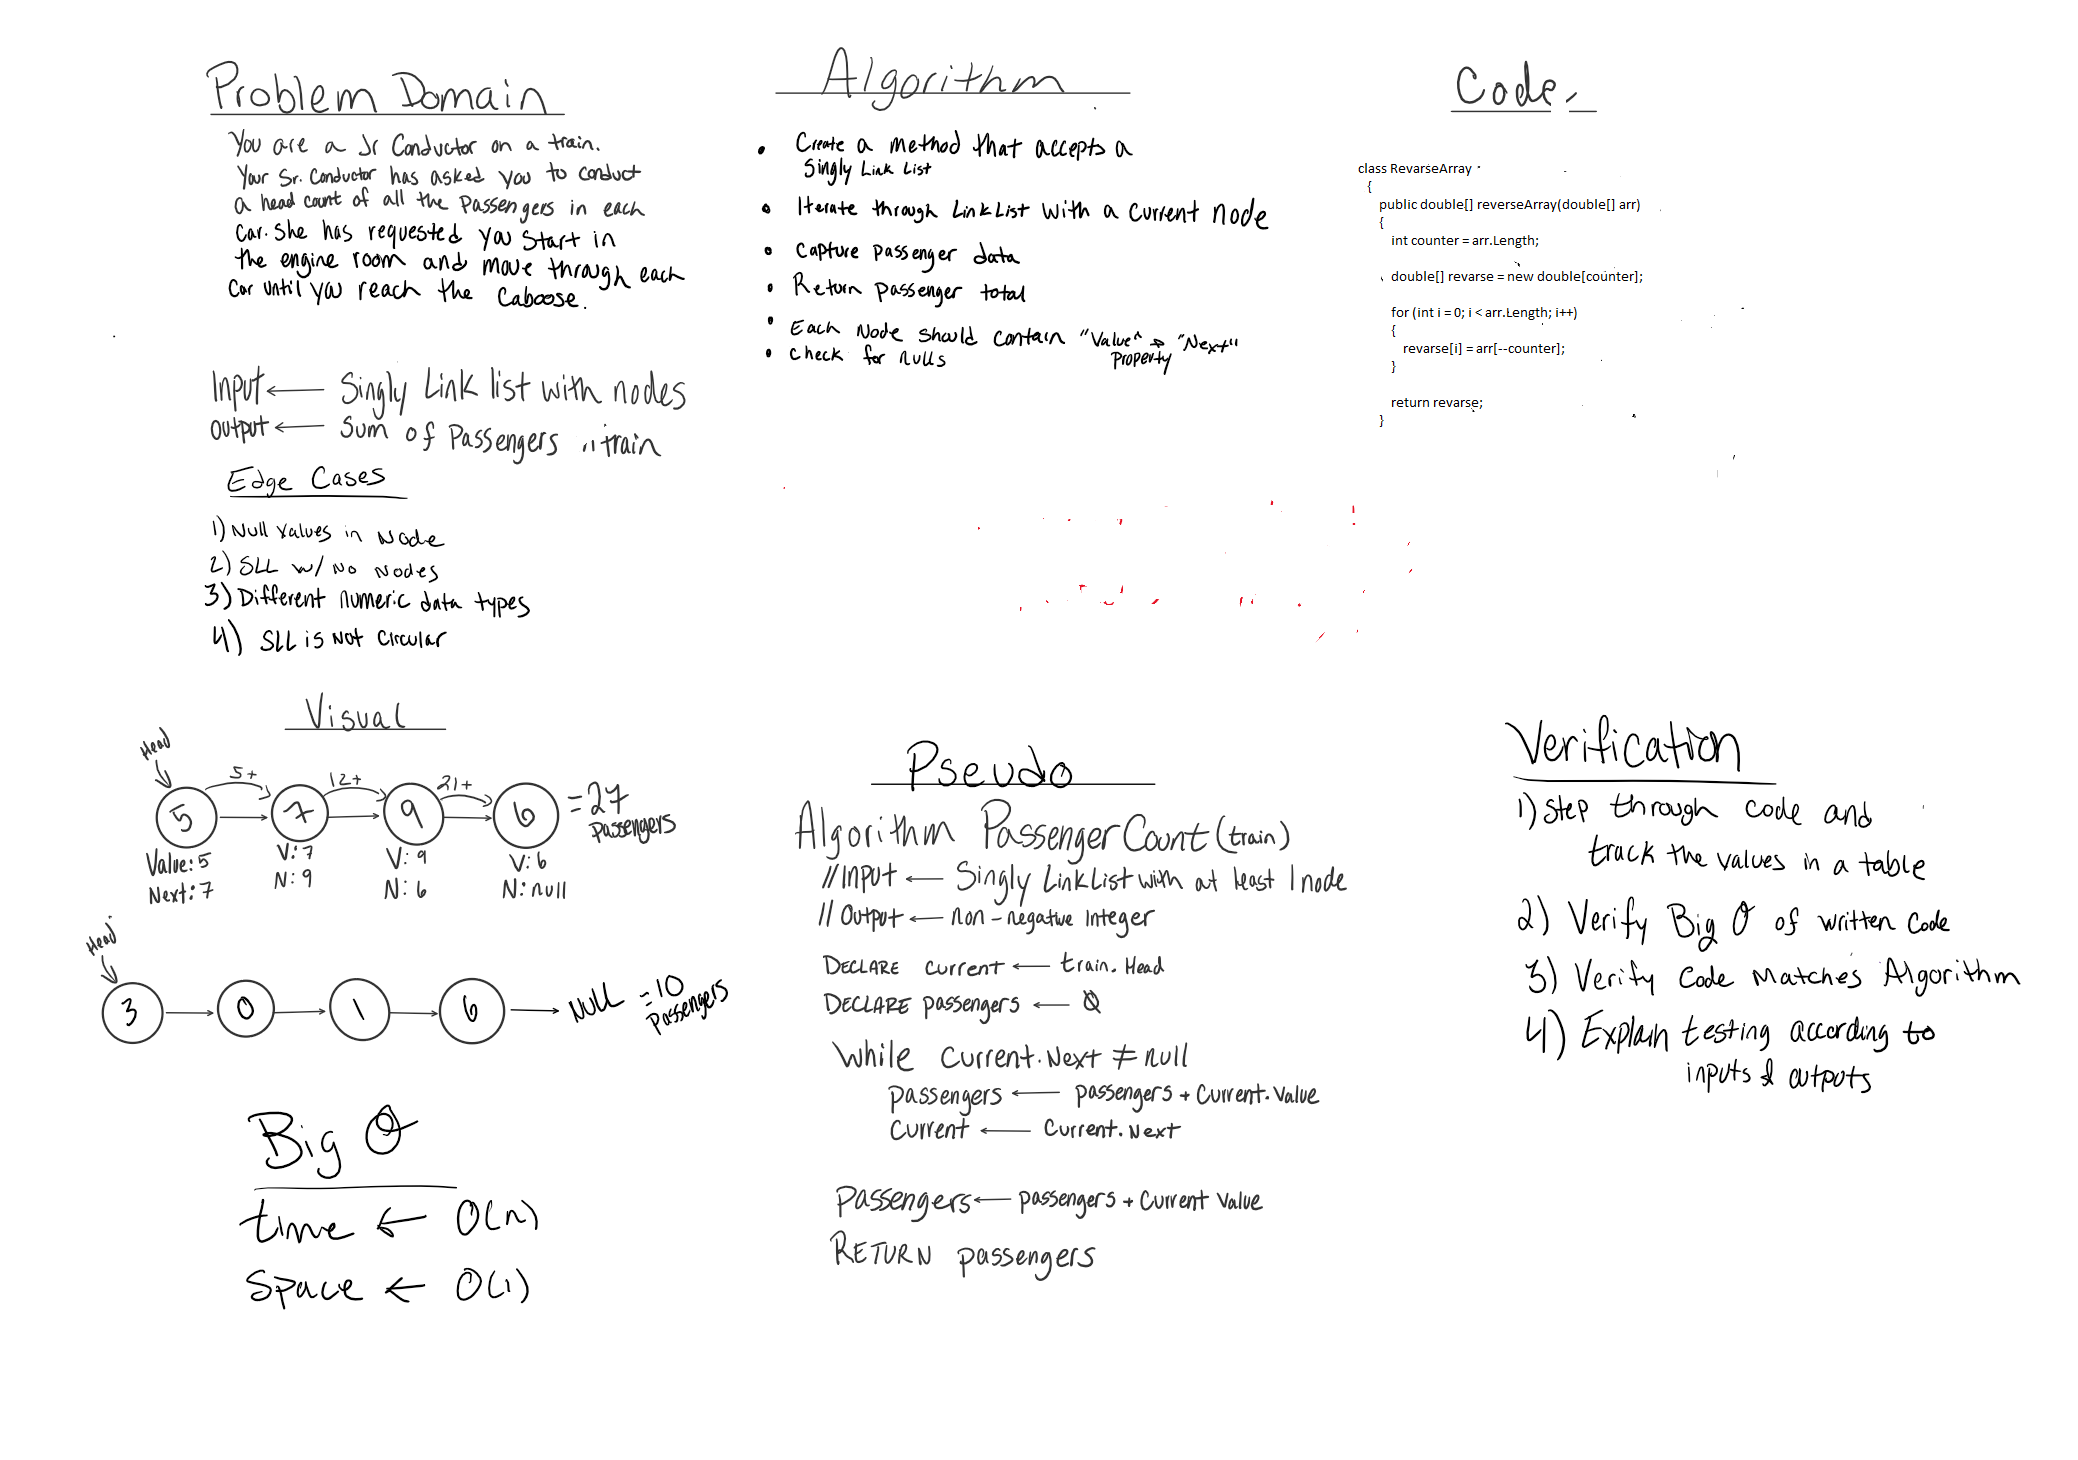 Problem Domain
You are a Jr Conductor on a train.
Your Sr. Conductor has asked you to conduct
a head count of all the passengers in each
car. She has requested you start in
the engine room and move through each
car until you reach the Caboose.
Input ← Singly Link list with nodes
output ← Sum of Passengers "train
Edge Cases
1) Null values in Node
2) SLL w/ No nodes
3) Different numeric data types
4) SLL is Not Circular
Visual
Head
5+ 12+ 21+
5 7 9 6 = 27
Passengers
Value: 5 V: 7 V: 9 V: 6
Next: 7 N: 9 N: 6 N: null
Head
3 0 1 6 → NULL = 10
Passengers
Big O
time ← O(n)
Space ← O(1)
Algorithm
• Create a method that accepts a
Singly Link List
• Iterate through LinkList with a current node
• Capture passenger data
• Return passenger total
• Each Node should contain "Value" → "Next"
Property
• check for nulls
Pseudo
Algorithm PassengerCount (train)
// Input ← Singly LinkList with at least 1 node
// Output ← non-negative Integer
DECLARE current ← train.Head
DECLARE passengers ← 0
While Current.Next ≠ null
passengers ← passengers + Current.Value
Current ← Current.Next
Passengers ← passengers + Current Value
RETURN passengers
Code
class RevarseArray
{
public double[] reverseArray(double[] arr)
{
int counter = arr.Length;
double[] revarse = new double[counter];
for (int i = 0; i < arr.Length; i++)
{
revarse[i] = arr[--counter];
}
return revarse;
}
Verification
1) Step through code and
track the values in a table
2) Verify Big O of written Code
3) Verify Code Matches Algorithm
4) Explain testing according to
inputs & outputs